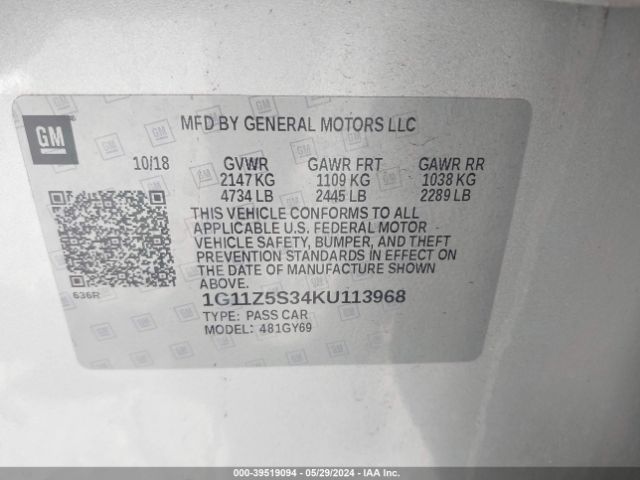 GM
MFD BY GENERAL MOTORS LLC
10/18 GVWR GAWR FRT GAWR RR
2147 KG 1109 KG 1038 KG
4734 LB 2445 LB 2289 LB
THIS VEHICLE CONFORMS TO ALL
APPLICABLE U.S. FEDERAL MOTOR
VEHICLE SAFETY, BUMPER, AND THEFT
PREVENTION STANDARDS IN EFFECT ON
THE DATE OF MANUFACTURE SHOWN
ABOVE.
636R
1G11Z5S34KU113968
TYPE: PASS CAR
MODEL: 481GY69
000-39519094 - 05/29/2024 - IAA Inc.